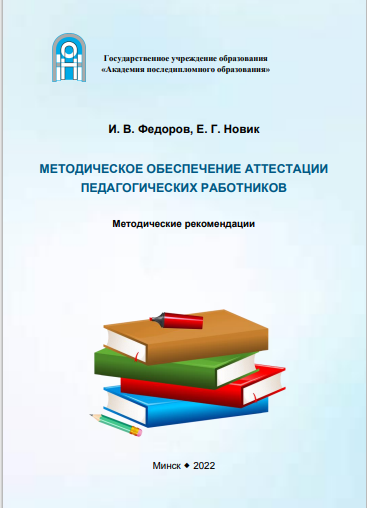 Государственное учреждение образования
«Академия последипломного образования»
И. В. Федоров, Е. Г. Новик
МЕТОДИЧЕСКОЕ ОБЕСПЕЧЕНИЕ АТТЕСТАЦИИ
ПЕДАГОГИЧЕСКИХ РАБОТНИКОВ
Методические рекомендации
Минск ♦ 2022